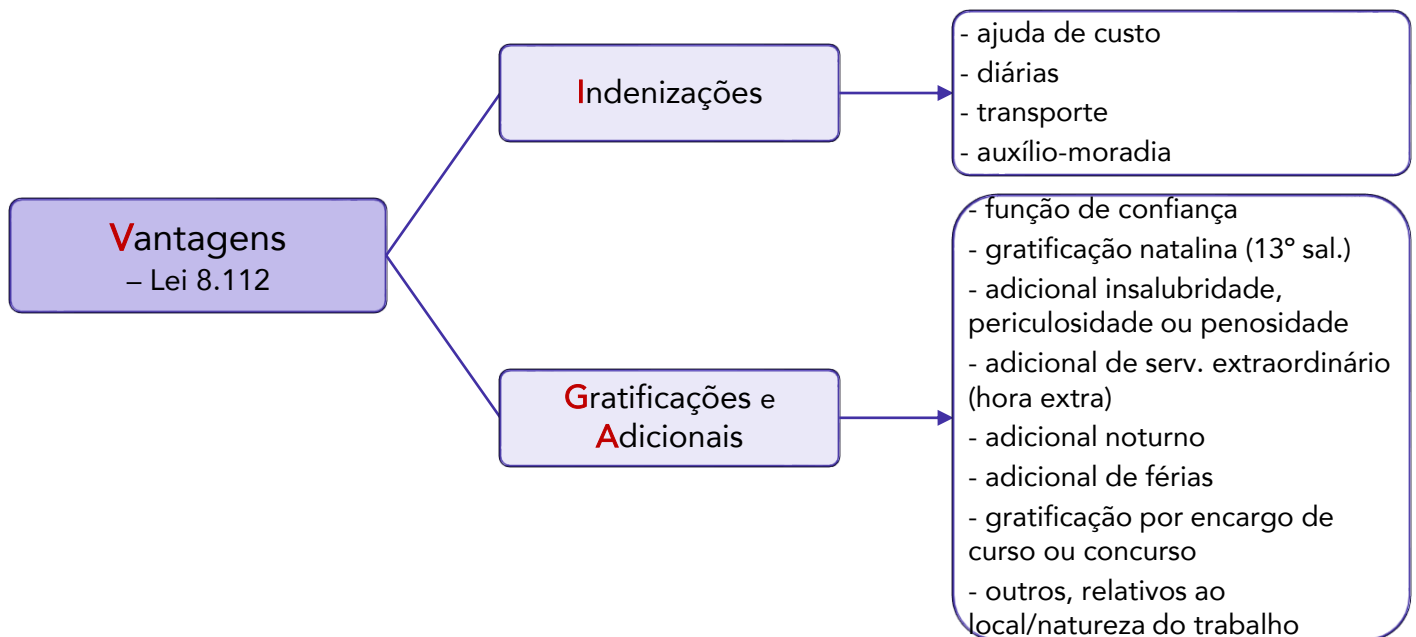 Vantagens
– Lei 8.112
Indenizações
- ajuda de custo
- diárias
- transporte
- auxílio-moradia
Gratificações e
Adicionais
- função de confiança
- gratificação natalina (13º sal.)
- adicional insalubridade,
periculosidade ou penosidade
- adicional de serv. extraordinário
(hora extra)
- adicional noturno
- adicional de férias
- gratificação por encargo de
curso ou concurso
- outros, relativos ao
local/natureza do trabalho